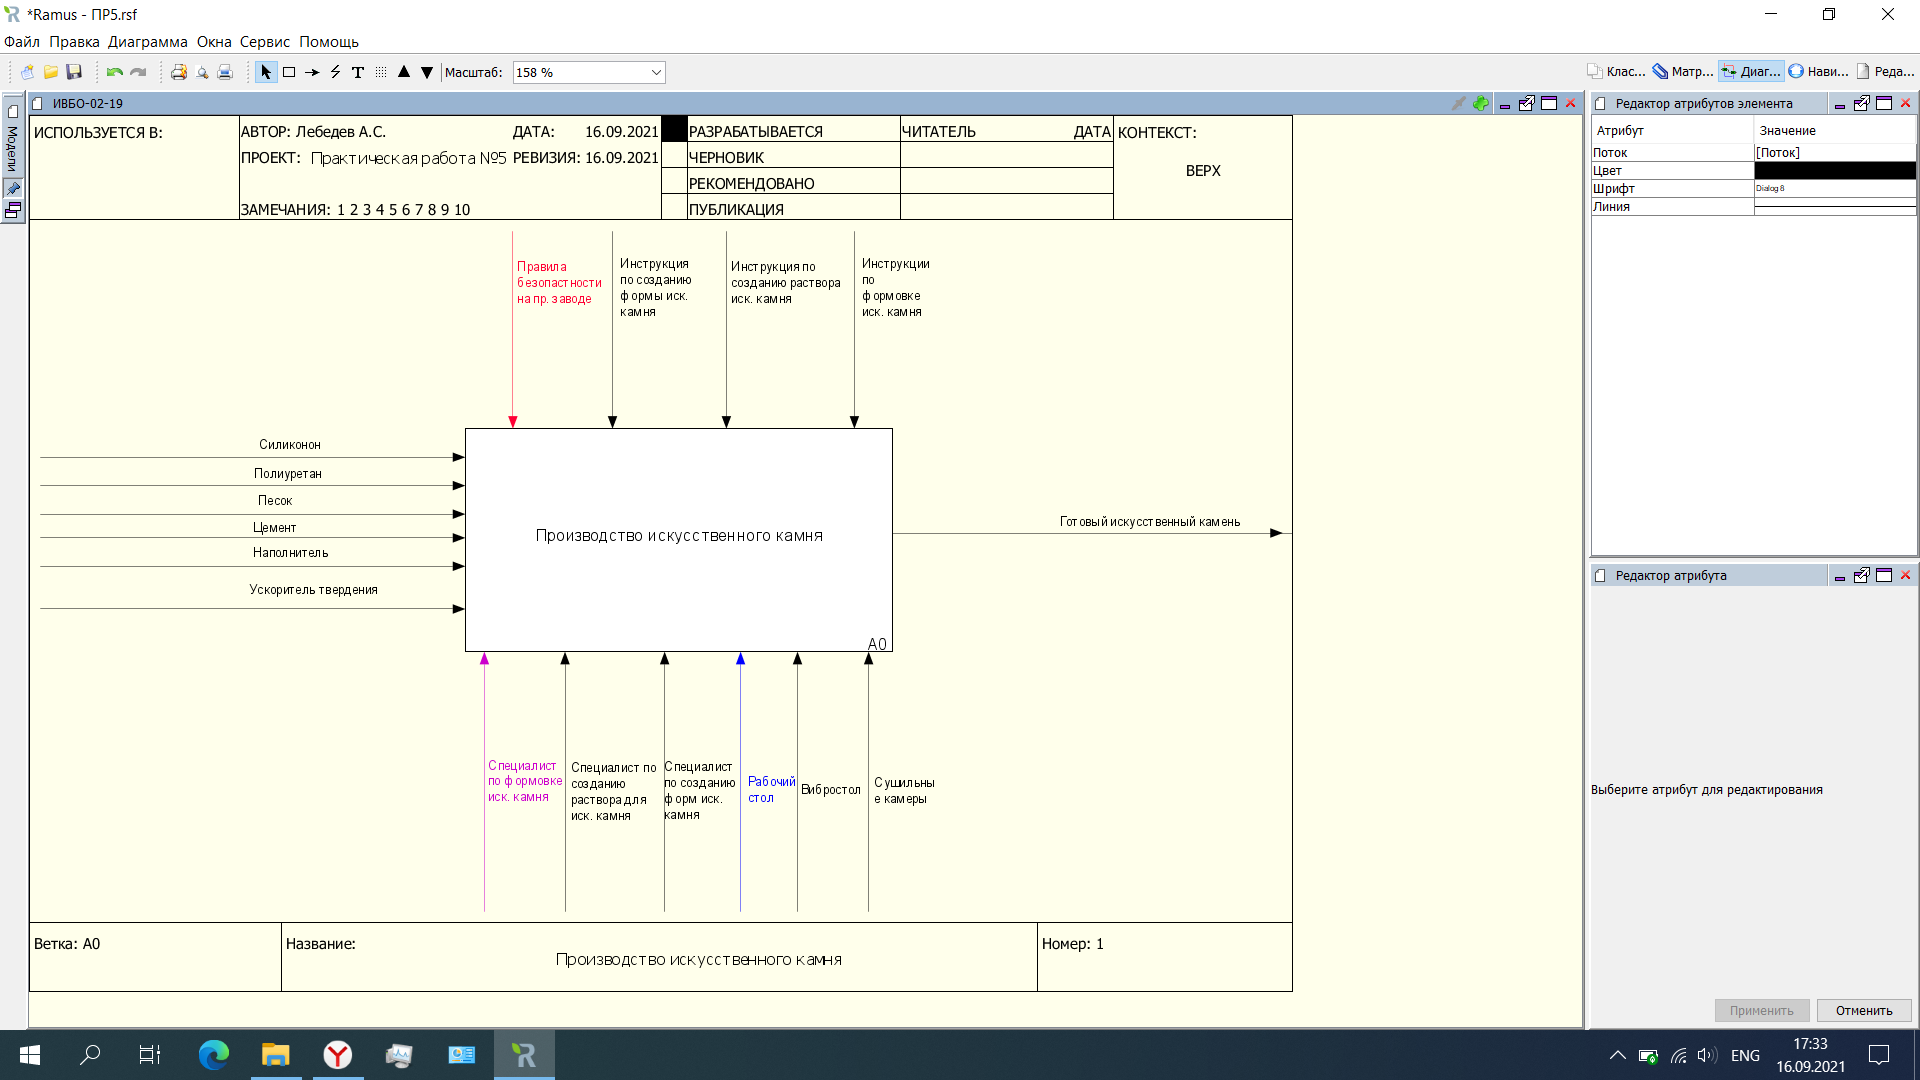 *Ramus - ПР5.rsf
Файл Правка Диаграмма Окна Сервис Помощь
Масштаб: 158 %
Клас... Матр... Диаг... Нави... Реда...
Модели
ИВБО-02-19
ИСПОЛЬЗУЕТСЯ В:
АВТОР: Лебедев А.С. ДАТА: 16.09.2021
ПРОЕКТ: Практическая работа №5 РЕВИЗИЯ: 16.09.2021
ЗАМЕЧАНИЯ: 1 2 3 4 5 6 7 8 9 10
РАЗРАБАТЫВАЕТСЯ
ЧЕРНОВИК
РЕКОМЕНДОВАНО
ПУБЛИКАЦИЯ
ЧИТАТЕЛЬ ДАТА
КОНТЕКСТ:
ВЕРХ
Правила
безопастности
на пр. заводе
Инструкция
по созданию
формы иск.
камня
Инструкция по
созданию раствора
иск. камня
Инструкции
по
формовке
иск. камня
Силиконон
Полиуретан
Песок
Цемент
Наполнитель
Ускоритель твердения
Производство искусственного камня
A0
Готовый искусственный камень
Специалист
по формовке
иск. камня
Специалист по
созданию
раствора для
иск. камня
Специалист
по созданию
форм иск.
камня
Рабочий
стол
Вибростол
Сушильны
е камеры
Ветка: A0
Название:
Производство искусственного камня
Номер: 1
Редактор атрибутов элемента
Атрибут Значение
Поток [Поток]
Цвет
Шрифт Dialog 8
Линия
Редактор атрибута
Выберите атрибут для редактирования
Применить Отменить
ENG
17:33
16.09.2021